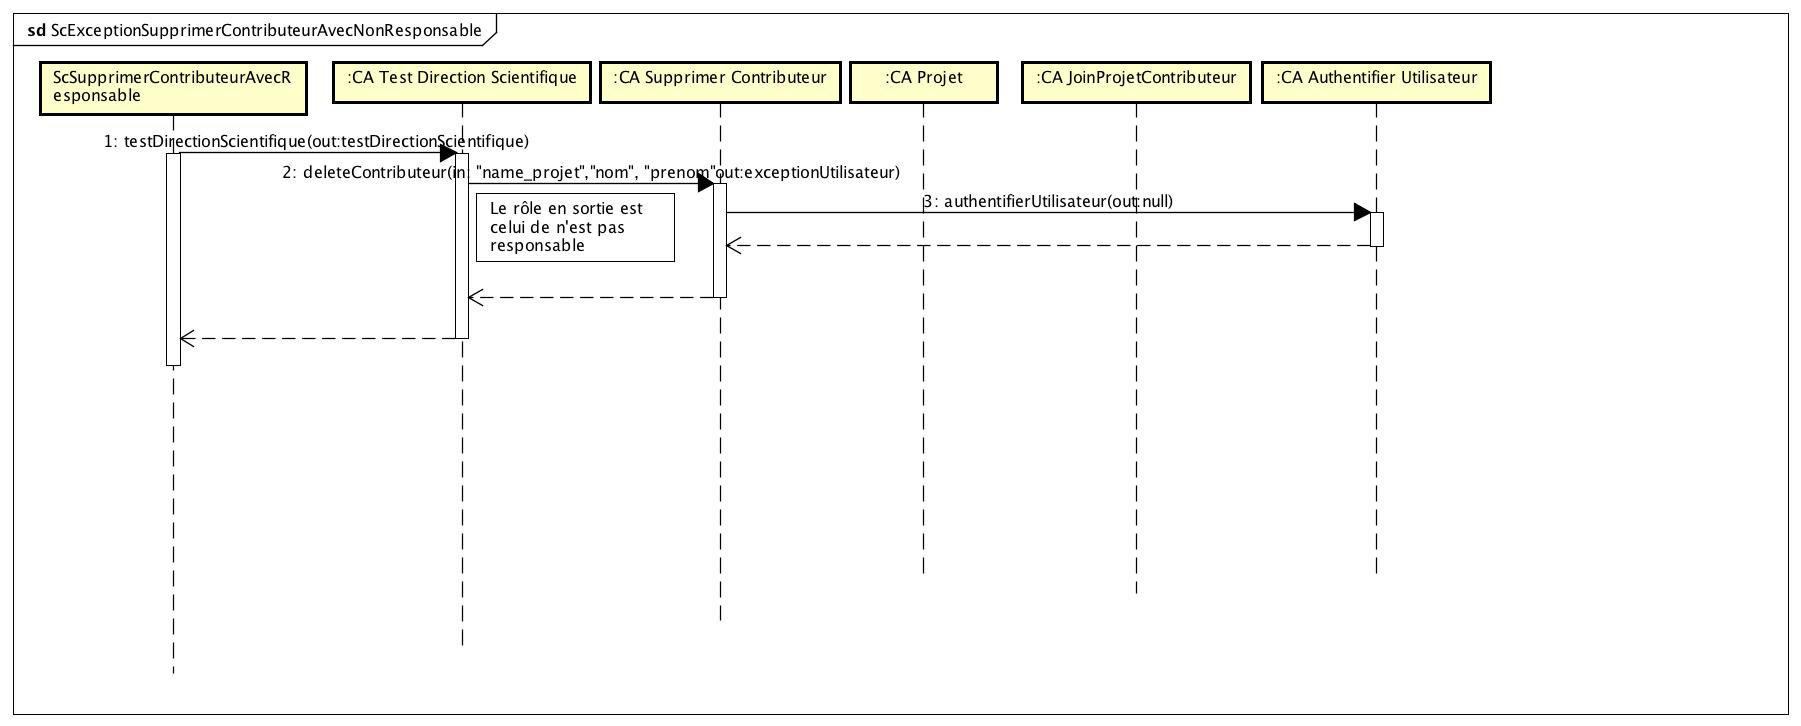 sd ScExceptionSupprimerContributeurAvecNonResponsable
ScSupprimerContributeurAvecR
esponsable
:CA Test Direction Scientifique
:CA Supprimer Contributeur
:CA Projet
:CA JoinProjetContributeur
:CA Authentifier Utilisateur
1: testDirectionScientifique(out:testDirectionScientifique)
2: deleteContributeur(in: "name_projet","nom", "prenom"out:exceptionUtilisateur)
3: authentifierUtilisateur(out:null)
Le rôle en sortie est
celui de n'est pas
responsable